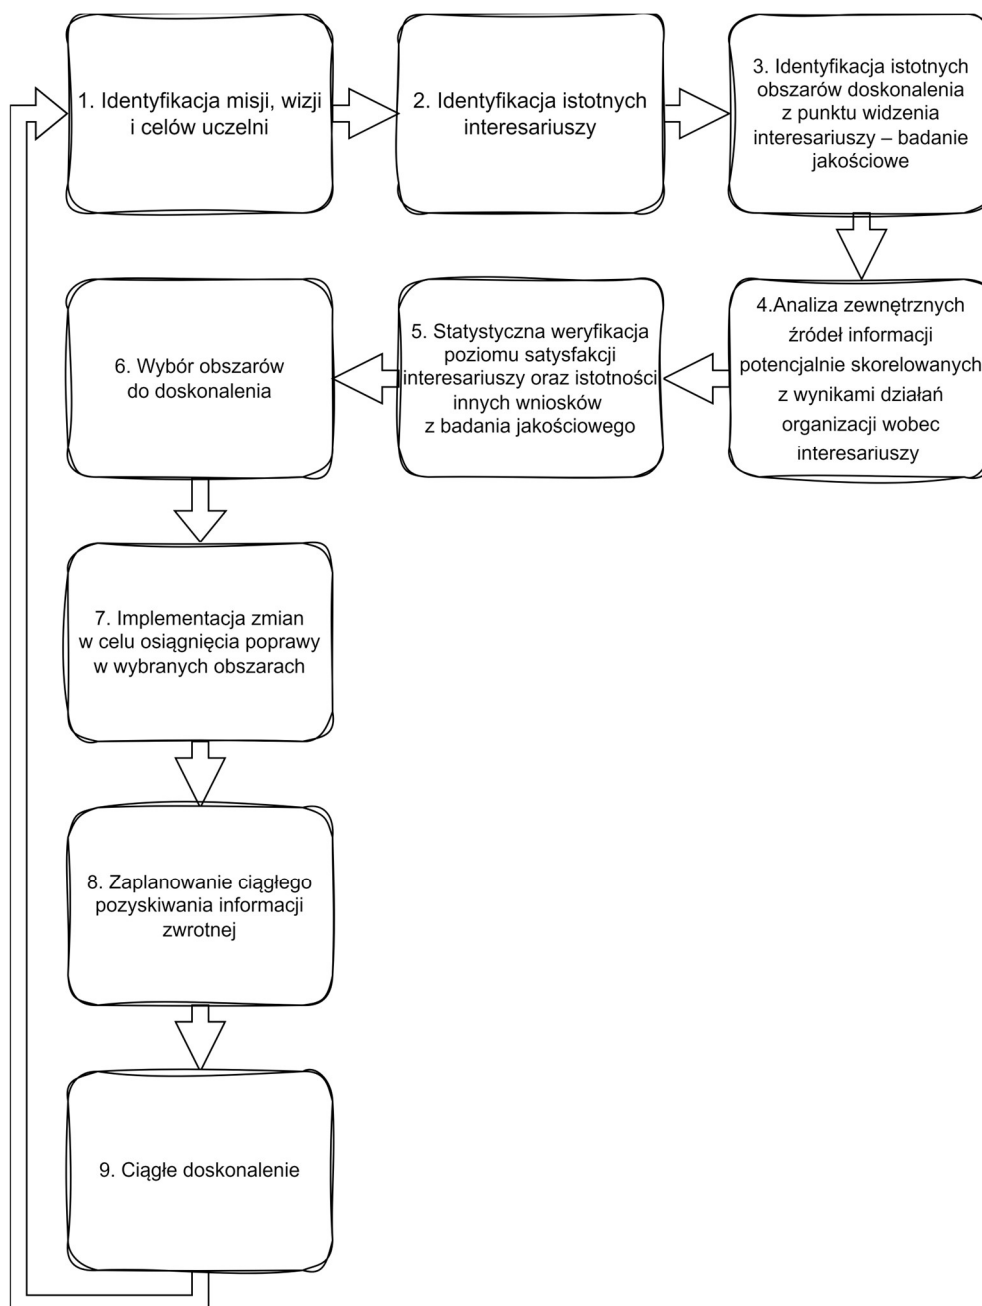 1. Identyfikacja misji, wizji
i celów uczelni
2. Identyfikacja istotnych
interesariuszy
3. Identyfikacja istotnych
obszarów doskonalenia
z punktu widzenia
interesariuszy – badanie
jakościowe
4.Analiza zewnętrznych
źródeł informacji
potencjalnie skorelowanych
z wynikami działań
organizacji wobec
interesariuszy
5. Statystyczna weryfikacja
poziomu satysfakcji
interesariuszy oraz istotności
innych wniosków
z badania jakościowego
6. Wybór obszarów
do doskonalenia
7. Implementacja zmian
w celu osiągnięcia poprawy
w wybranych obszarach
8. Zaplanowanie ciągłego
pozyskiwania informacji
zwrotnej
9. Ciągłe doskonalenie